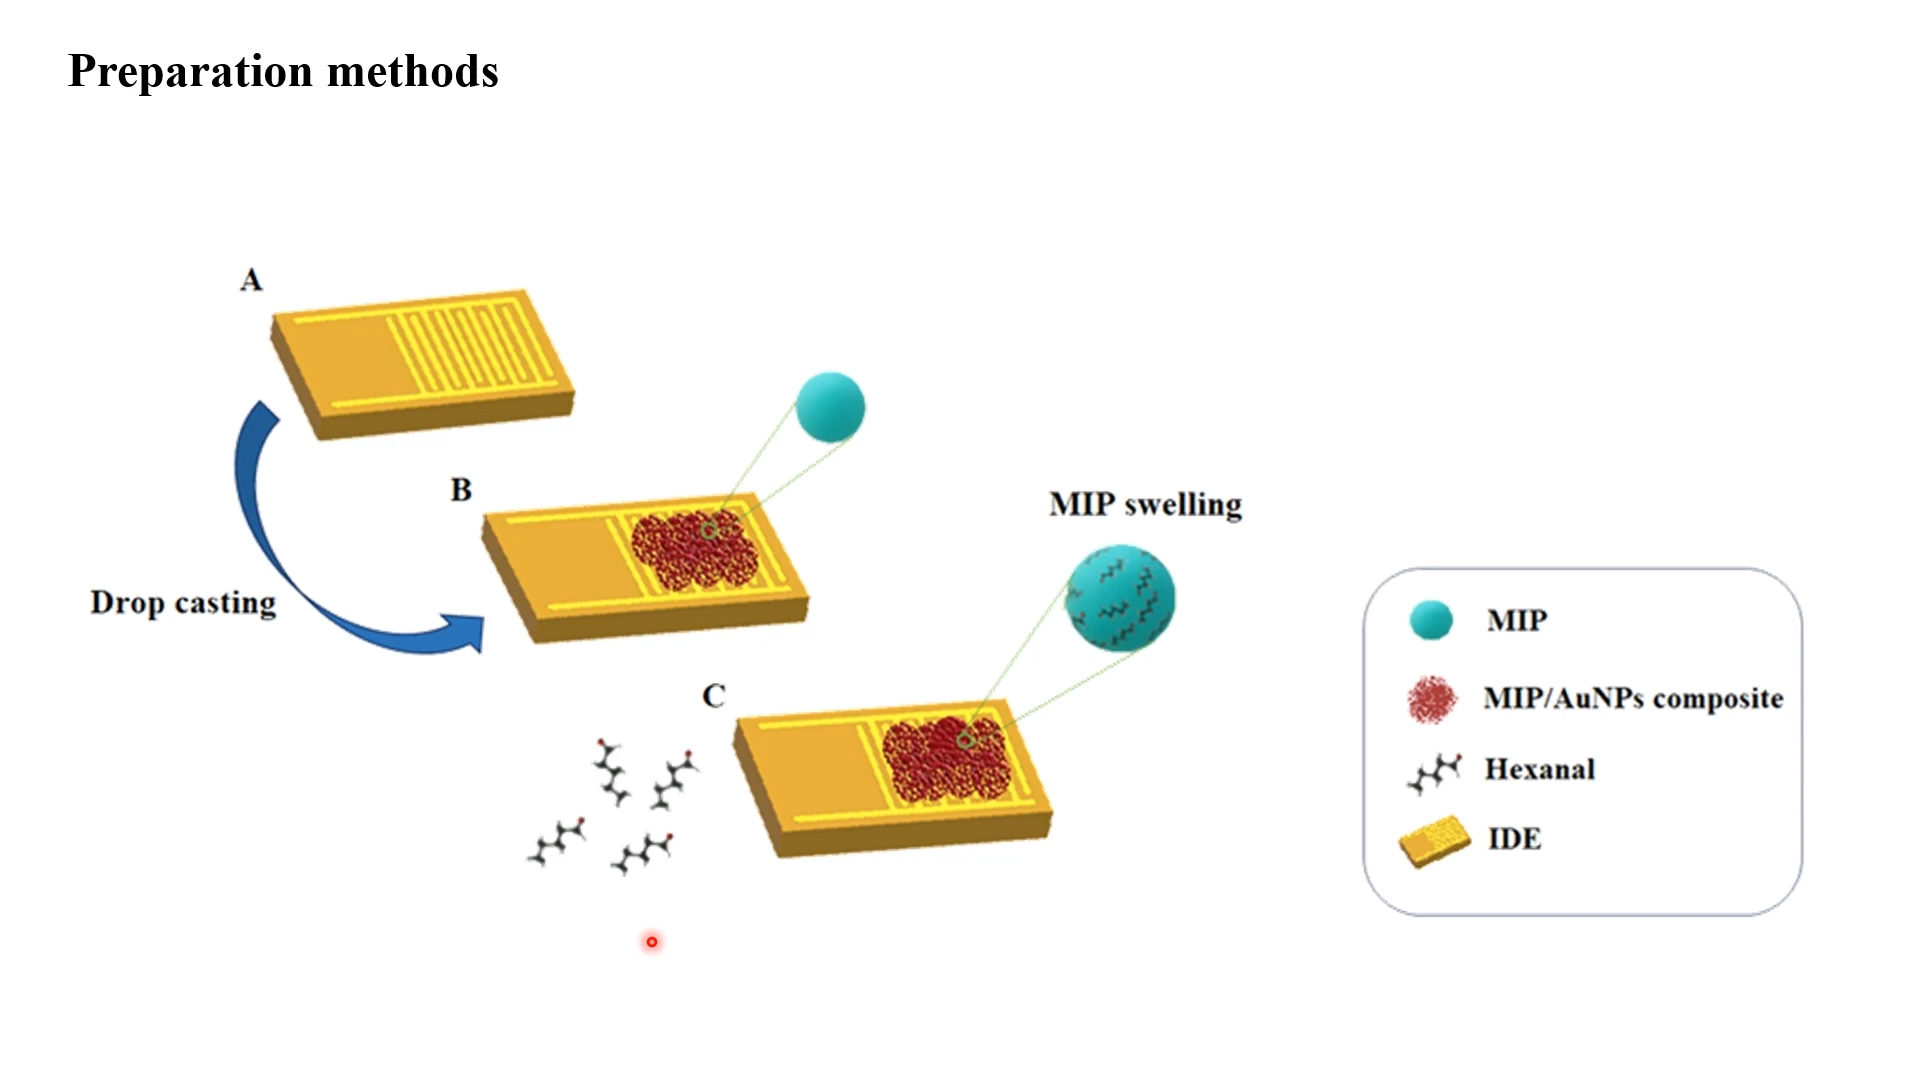 Preparation methods
A
B
Drop casting
MIP swelling
C
MIP
MIP/AuNPs composite
Hexanal
IDE